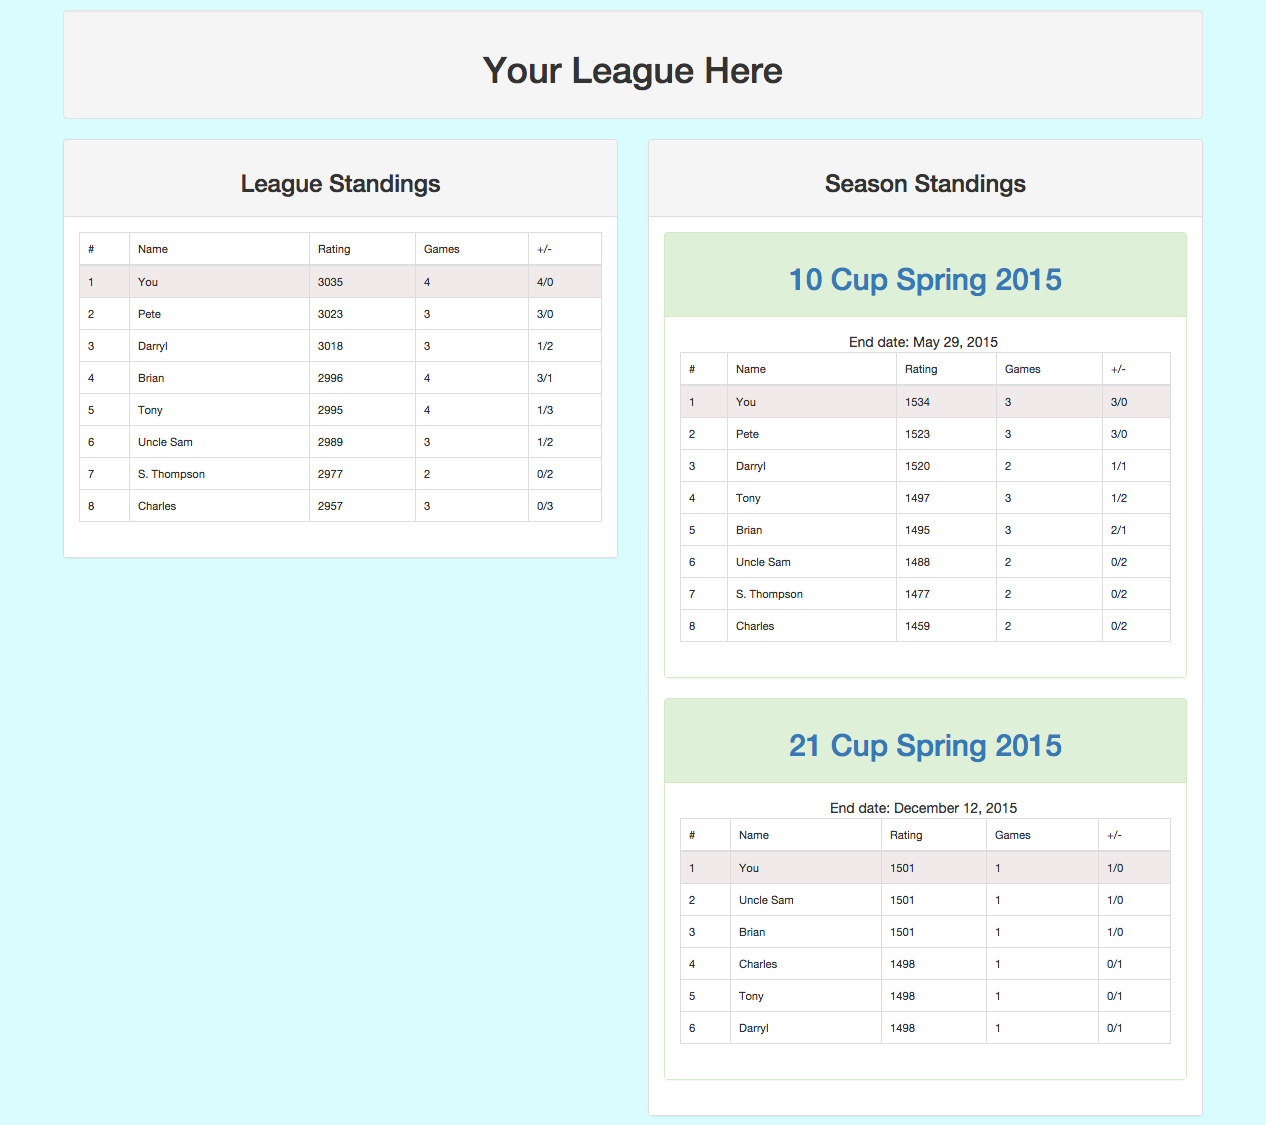 Your League Here
League Standings
# Name Rating Games +/-
1 You 3035 4 4/0
2 Pete 3023 3 3/0
3 Darryl 3018 3 1/2
4 Brian 2996 4 3/1
5 Tony 2995 4 1/3
6 Uncle Sam 2989 3 1/2
7 S. Thompson 2977 2 0/2
8 Charles 2957 3 0/3
Season Standings
10 Cup Spring 2015
End date: May 29, 2015
# Name Rating Games +/-
1 You 1534 3 3/0
2 Pete 1523 3 3/0
3 Darryl 1520 2 1/1
4 Tony 1497 3 1/2
5 Brian 1495 3 2/1
6 Uncle Sam 1488 2 0/2
7 S. Thompson 1477 2 0/2
8 Charles 1459 2 0/2
21 Cup Spring 2015
End date: December 12, 2015
# Name Rating Games +/-
1 You 1501 1 1/0
2 Uncle Sam 1501 1 1/0
3 Brian 1501 1 1/0
4 Charles 1498 1 0/1
5 Tony 1498 1 0/1
6 Darryl 1498 1 0/1